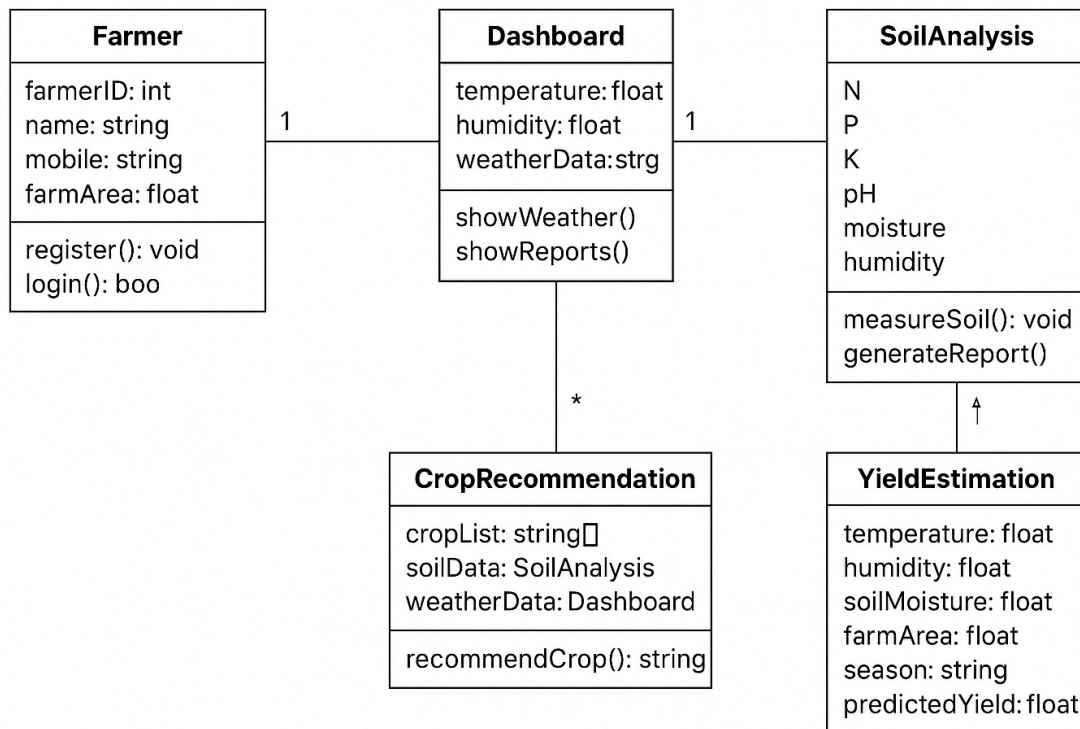 Farmer
farmerID: int
name: string
mobile: string
farmArea: float
register(): void
login(): boo
1
Dashboard
temperature: float
humidity: float
weatherData:strg
showWeather()
showReports()
1
SoilAnalysis
N
P
K
pH
moisture
humidity
measureSoil(): void
generateReport()
*
CropRecommendation
cropList: string[]
soilData: SoilAnalysis
weatherData: Dashboard
recommendCrop(): string
YieldEstimation
temperature: float
humidity: float
soilMoisture: float
farmArea: float
season: string
predictedYield: float